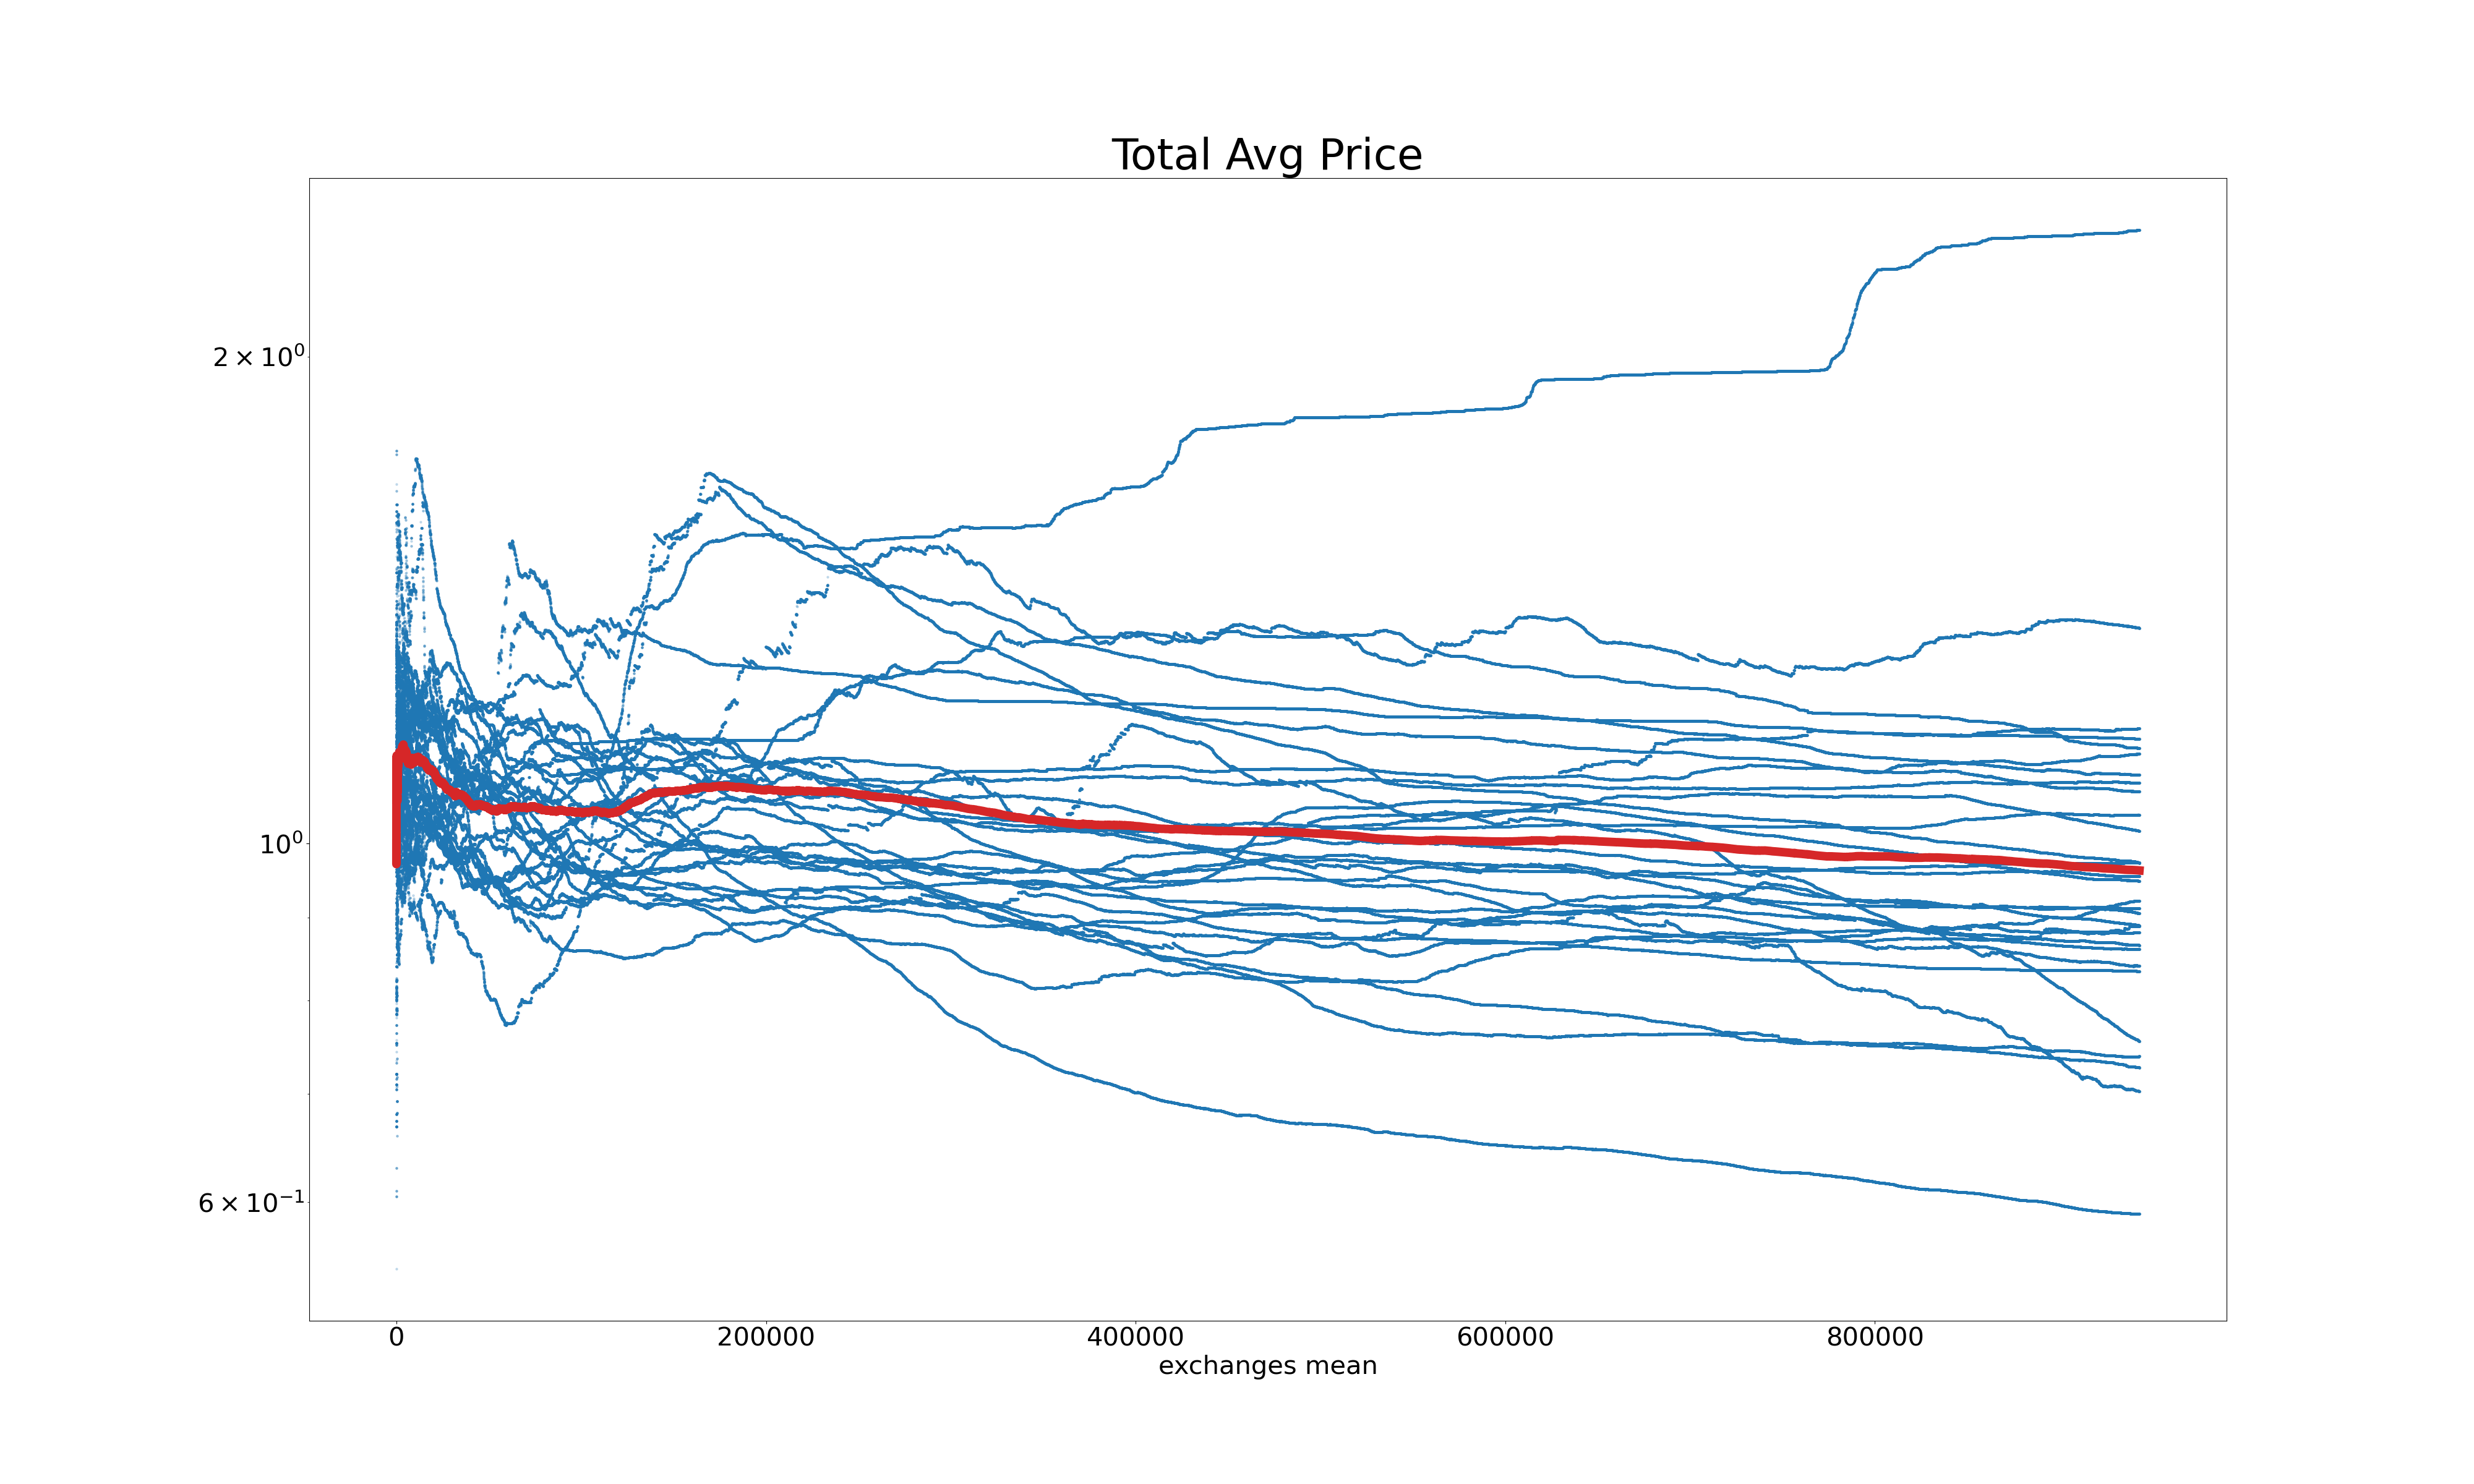 Total Avg Price
2 × 10⁰
10⁰
6 × 10⁻¹
0 200000 400000 600000 800000
exchanges mean